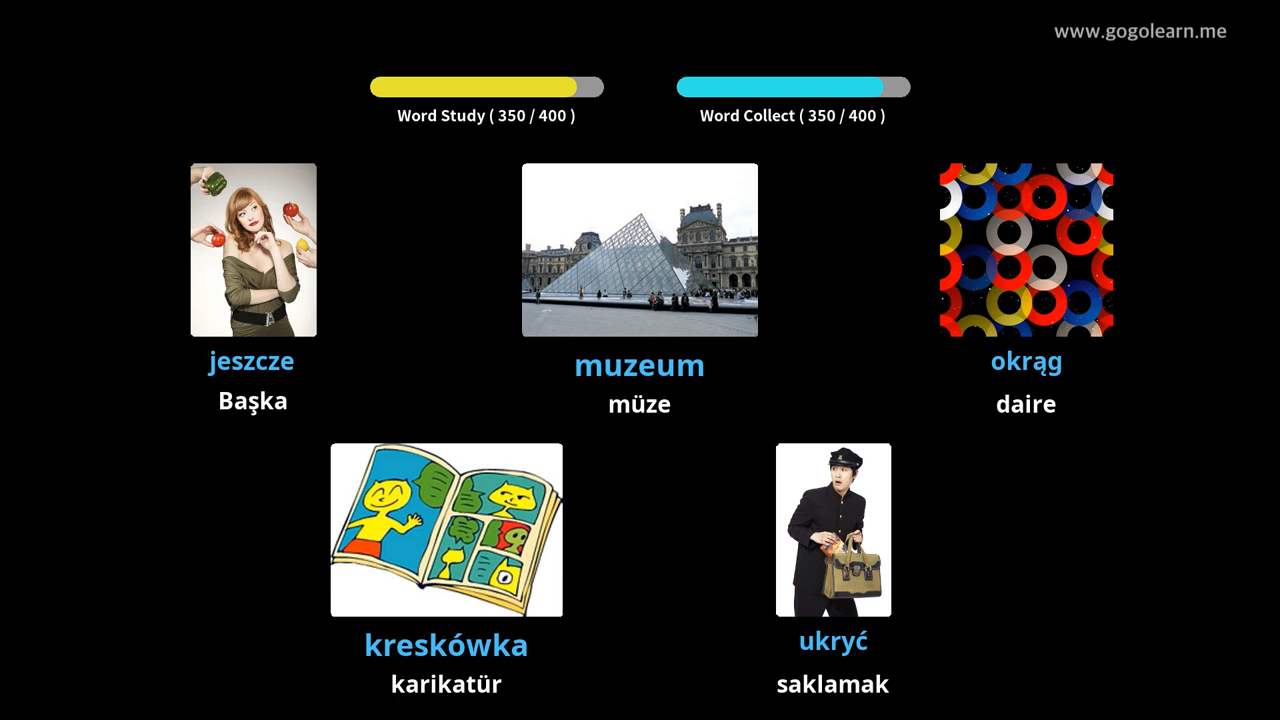 www.gogolearn.me
Word Study ( 350 / 400 )
Word Collect ( 350 / 400 )
jeszcze
Başka
muzeum
müze
okrąg
daire
kreskówka
karikatür
ukryć
saklamak